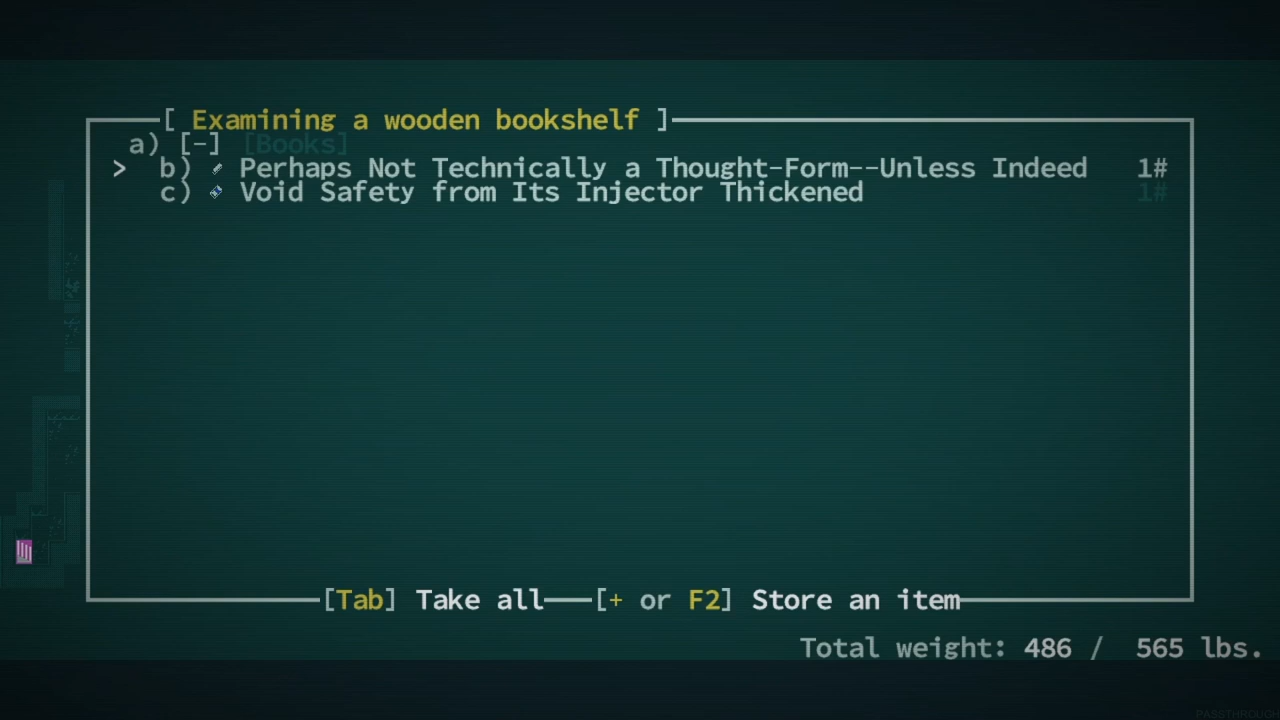 [ Examining a wooden bookshelf ]
a) [-] [Books]
> b) Perhaps Not Technically a Thought-Form--Unless Indeed 1#
c) Void Safety from Its Injector Thickened 1#
[Tab] Take all [+ or F2] Store an item
Total weight: 486 / 565 lbs.
PASSTHROUGH